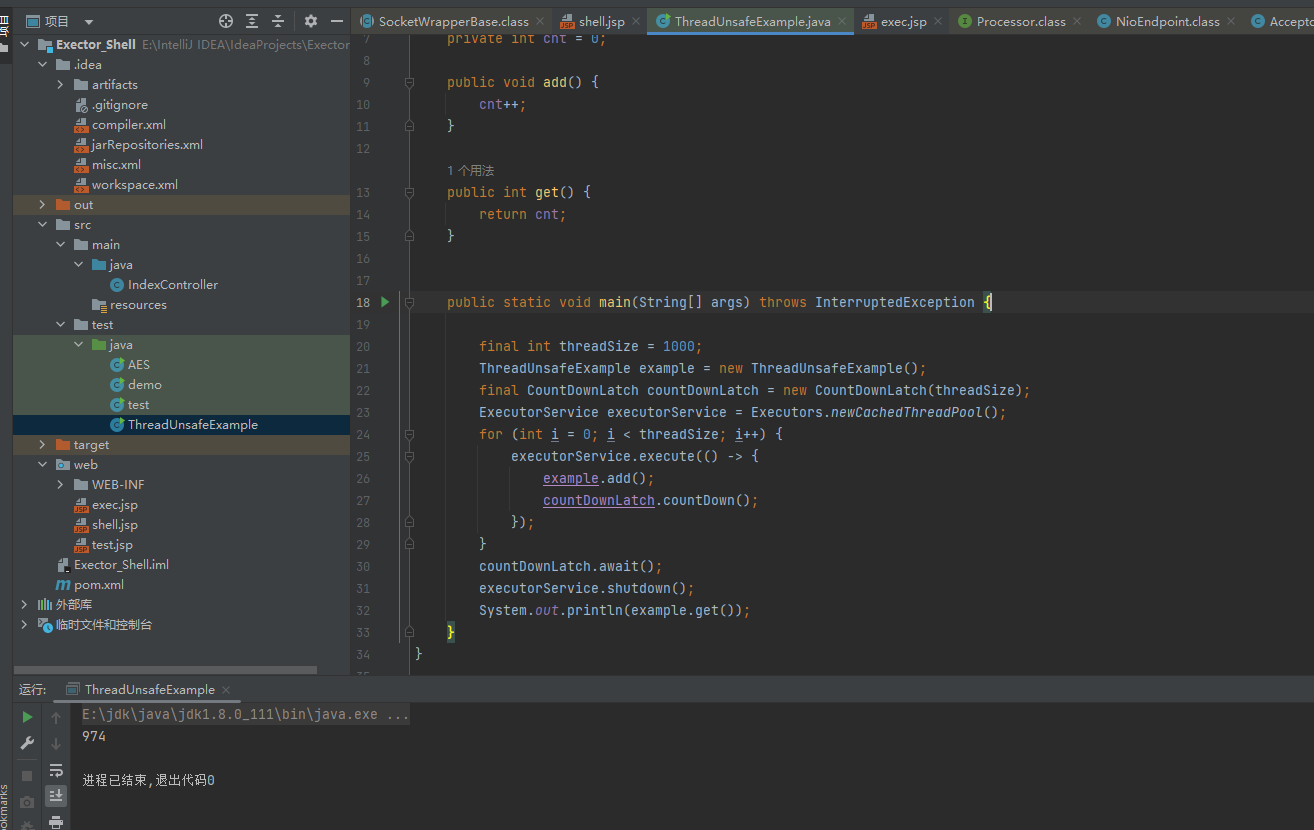 项目
SocketWrapperBase.class
shell.jsp
ThreadUnsafeExample.java
exec.jsp
Processor.class
NioEndpoint.class
Exector_Shell E:\IntelliJ IDEA\IdeaProjects\Exector
.idea
artifacts
.gitignore
compiler.xml
jarRepositories.xml
misc.xml
workspace.xml
out
src
main
java
IndexController
resources
test
java
AES
demo
test
ThreadUnsafeExample
target
web
WEB-INF
exec.jsp
shell.jsp
test.jsp
Exector_Shell.iml
pom.xml
外部库
临时文件和控制台
7 private int cnt = 0;
8
9 public void add() {
10 cnt++;
11 }
12
1 个用法
13 public int get() {
14 return cnt;
15 }
16
17
18 public static void main(String[] args) throws InterruptedException {
19
20 final int threadSize = 1000;
21 ThreadUnsafeExample example = new ThreadUnsafeExample();
22 final CountDownLatch countDownLatch = new CountDownLatch(threadSize);
23 ExecutorService executorService = Executors.newCachedThreadPool();
24 for (int i = 0; i < threadSize; i++) {
25 executorService.execute(() -> {
26 example.add();
27 countDownLatch.countDown();
28 });
29 }
30 countDownLatch.await();
31 executorService.shutdown();
32 System.out.println(example.get());
33 }
34 }
运行:
ThreadUnsafeExample
E:\jdk\java\jdk1.8.0_111\bin\java.exe ...
974
进程已结束,退出代码0